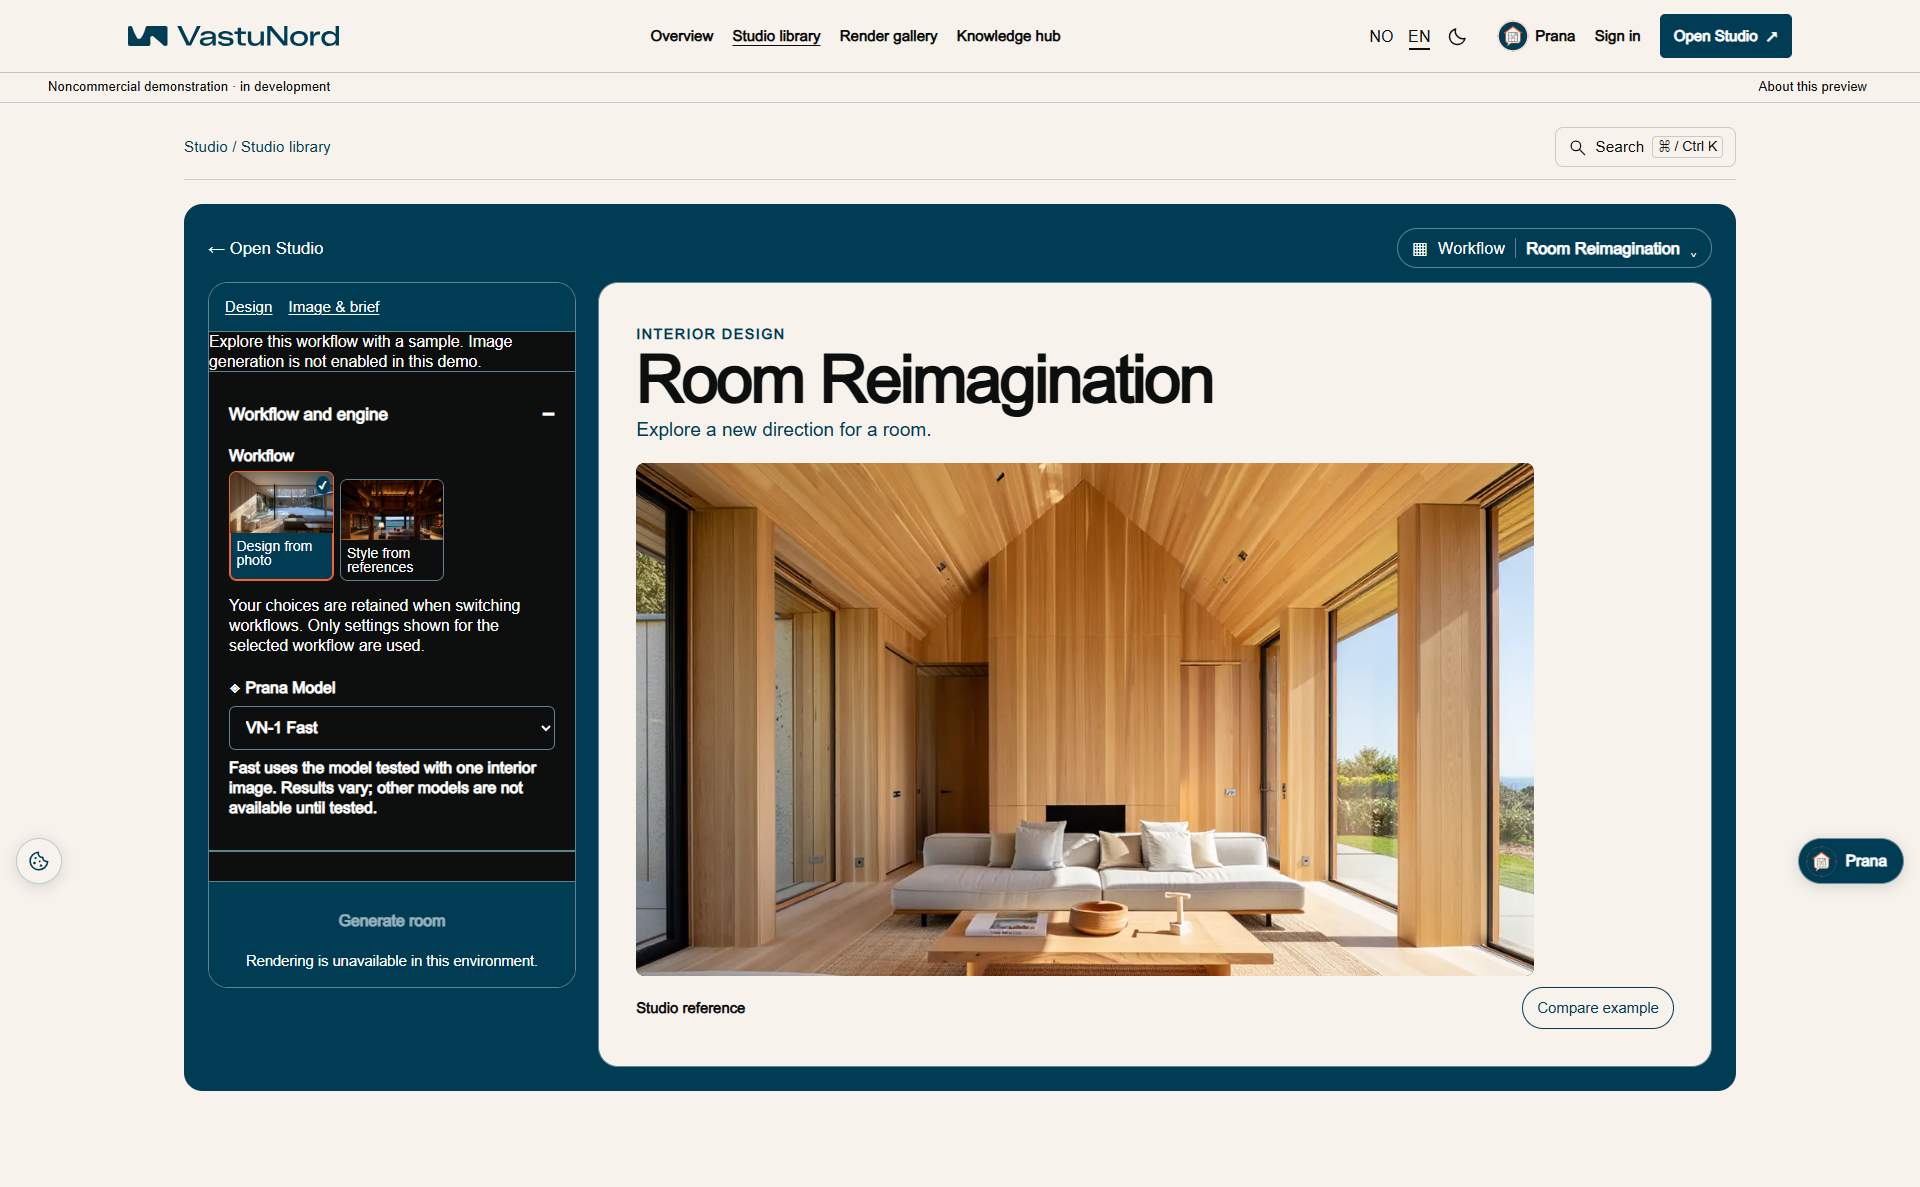 VastuNord
Overview Studio library Render gallery Knowledge hub
NO EN Prana Sign in Open Studio ↗
Noncommercial demonstration · in development
About this preview
Studio / Studio library
Search ⌘ / Ctrl K
← Open Studio
Workflow Room Reimagination
Design Image & brief
Explore this workflow with a sample. Image
generation is not enabled in this demo.
Workflow and engine
Workflow
Design from
photo
Style from
references
Your choices are retained when switching
workflows. Only settings shown for the
selected workflow are used.
Prana Model
VN-1 Fast
Fast uses the model tested with one interior
image. Results vary; other models are not
available until tested.
Generate room
Rendering is unavailable in this environment.
INTERIOR DESIGN
Room Reimagination
Explore a new direction for a room.
Studio reference
Compare example
Prana